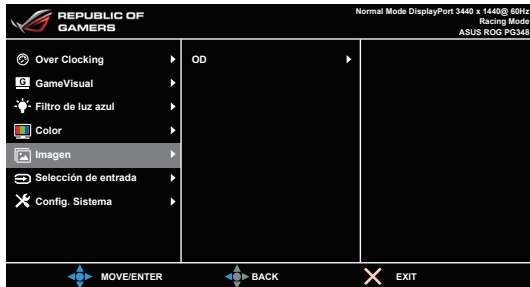 REPUBLIC OF
GAMERS
Normal Mode DisplayPort 3440 x 1440@ 60Hz
Racing Mode
ASUS ROG PG348
Over Clocking
OD
G GameVisual
Filtro de luz azul
Color
Imagen
Selección de entrada
Config. Sistema
MOVE/ENTER
BACK
EXIT